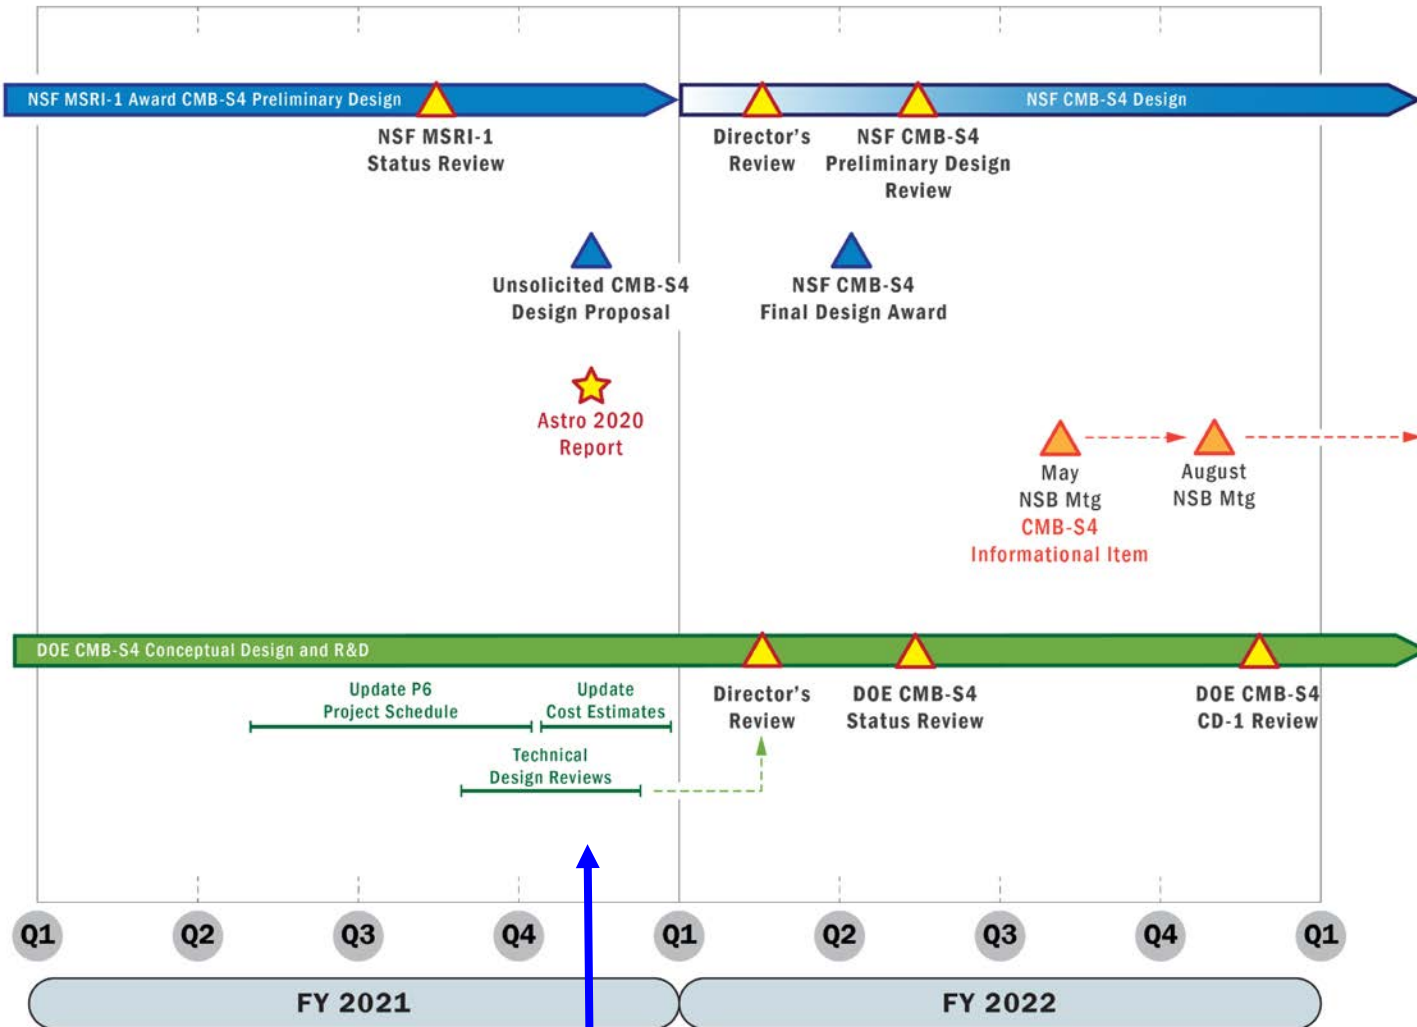 NSF MSRI-1 Award CMB-S4 Preliminary Design
NSF CMB-S4 Design
NSF MSRI-1
Status Review
Director's
Review
NSF CMB-S4
Preliminary Design
Review
Unsolicited CMB-S4
Design Proposal
NSF CMB-S4
Final Design Award
Astro 2020
Report
May
NSB Mtg
CMB-S4
Informational Item
August
NSB Mtg
DOE CMB-S4 Conceptual Design and R&D
Update P6
Project Schedule
Update
Cost Estimates
Technical
Design Reviews
Director's
Review
DOE CMB-S4
Status Review
DOE CMB-S4
CD-1 Review
Q1 Q2 Q3 Q4 Q1 Q2 Q3 Q4 Q1
FY 2021 FY 2022